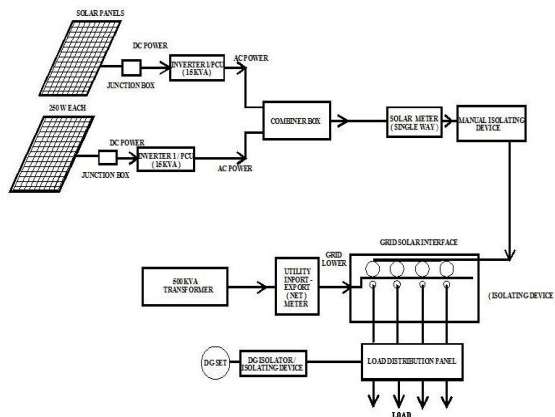 SOLAR PANELS
DC POWER
INVERTER 1/PCU
(15KVA)
AC POWER
JUNCTION BOX
250 W EACH
COMBINER BOX
SOLAR METER
(SINGLE WAY)
MANUAL ISOLATING
DEVICE
DC POWER
INVERTER 1 / PCU
(15KVA)
AC POWER
JUNCTION BOX
GRID SOLAR INTERFACE
GRID
LOWER
500 KVA
TRANSFORMER
UTILITY
INPORT -
EXPORT
(NET)
METER
(ISOLATING DEVICE
DG SET
DG ISOLATOR /
ISOLATING DEVICE
LOAD DISTRIBUTION PANEL
LOAD